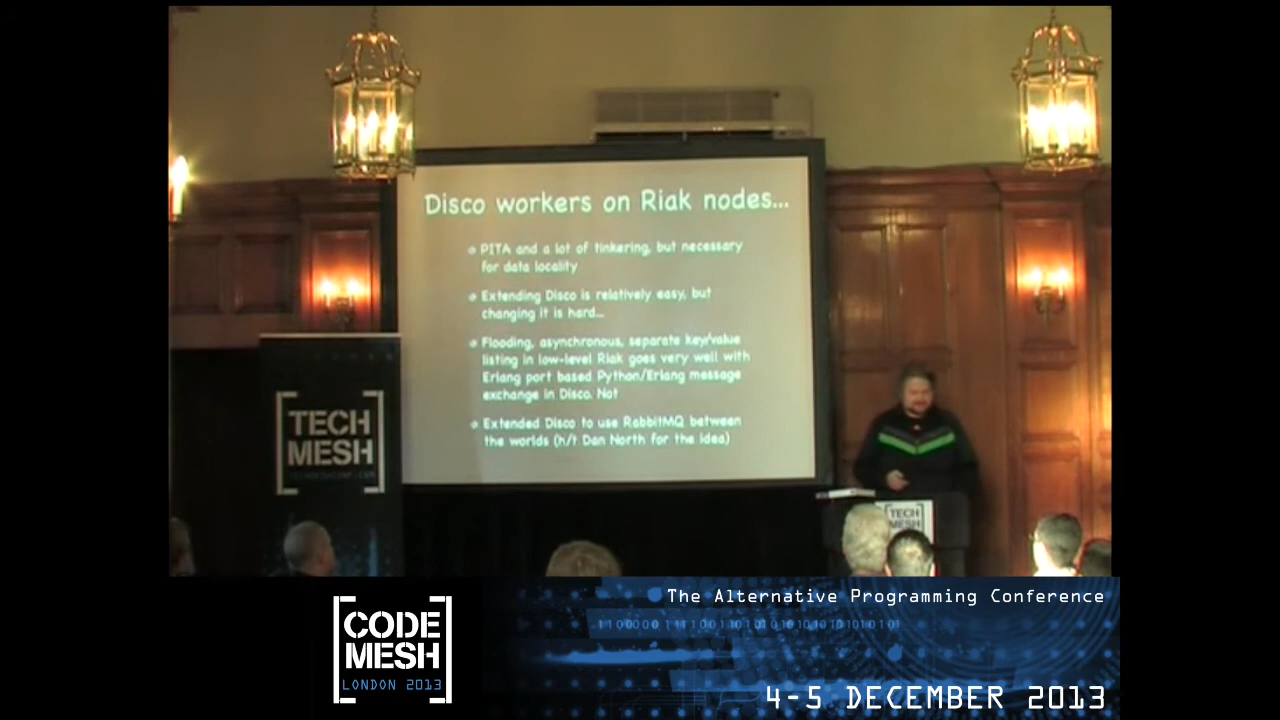 Disco workers on Riak nodes...
PITA and a lot of tinkering, but necessary
for data locality
Extending Disco is relatively easy, but
changing it is hard...
Flooding, asynchronous, separate key/value
listing in low-level Riak goes very well with
Erlang port based Python/Erlang message
exchange in Disco. Not
Extended Disco to use RabbitMQ between
the worlds (h/t Dan North for the idea)
TECH
MESH
TECH
MESH
The Alternative Programming Conference
CODE
MESH
LONDON 2013
4-5 DECEMBER 2013